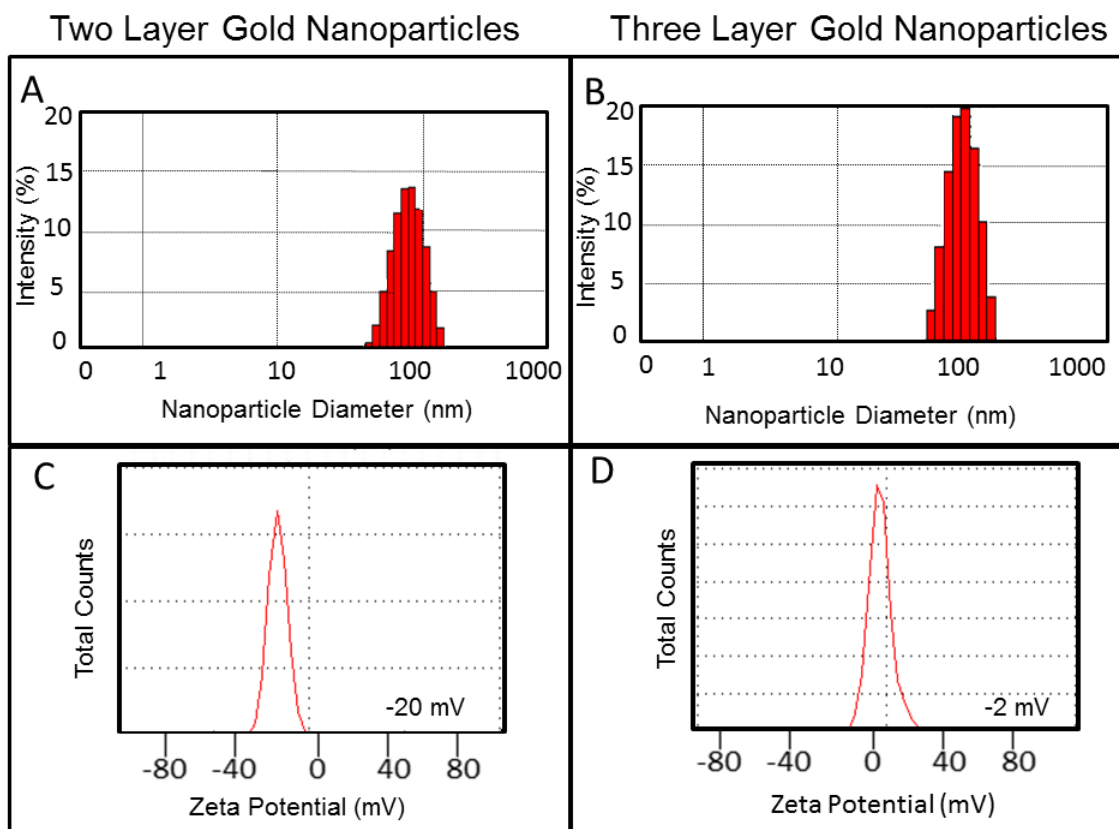 Two Layer Gold Nanoparticles
Three Layer Gold Nanoparticles
A
20
15
10
5
0
Intensity (%)
0 1 10 100 1000
Nanoparticle Diameter (nm)
B
20
15
10
5
0
Intensity (%)
0 1 10 100 1000
Nanoparticle Diameter (nm)
C
Total Counts
-20 mV
-80 -40 0 40 80
Zeta Potential (mV)
D
Total Counts
-2 mV
-80 -40 0 40 80
Zeta Potential (mV)